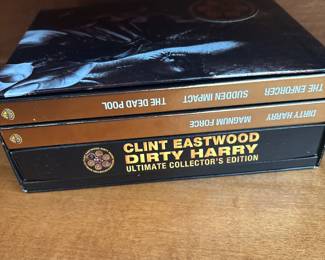 THE DEAD POOL SUDDEN IMPACT THE ENFORCER
MAGNUM FORCE DIRTY HARRY
CLINT EASTWOOD
DIRTY HARRY
ULTIMATE COLLECTOR'S EDITION